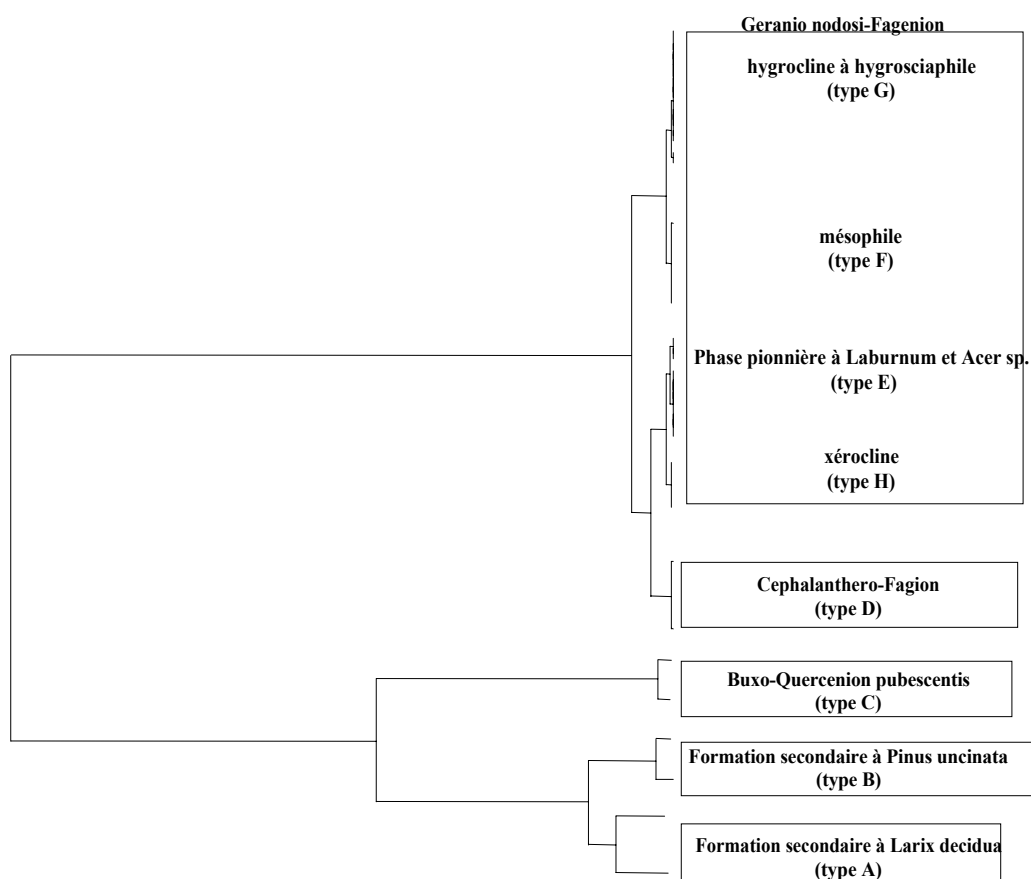 Geranio nodosi-Fagenion
hygrocline à hygrosciaphile
(type G)
mésophile
(type F)
Phase pionnière à Laburnum et Acer sp.
(type E)
xérocline
(type H)
Cephalanthero-Fagion
(type D)
Buxo-Quercenion pubescentis
(type C)
Formation secondaire à Pinus uncinata
(type B)
Formation secondaire à Larix decidua
(type A)